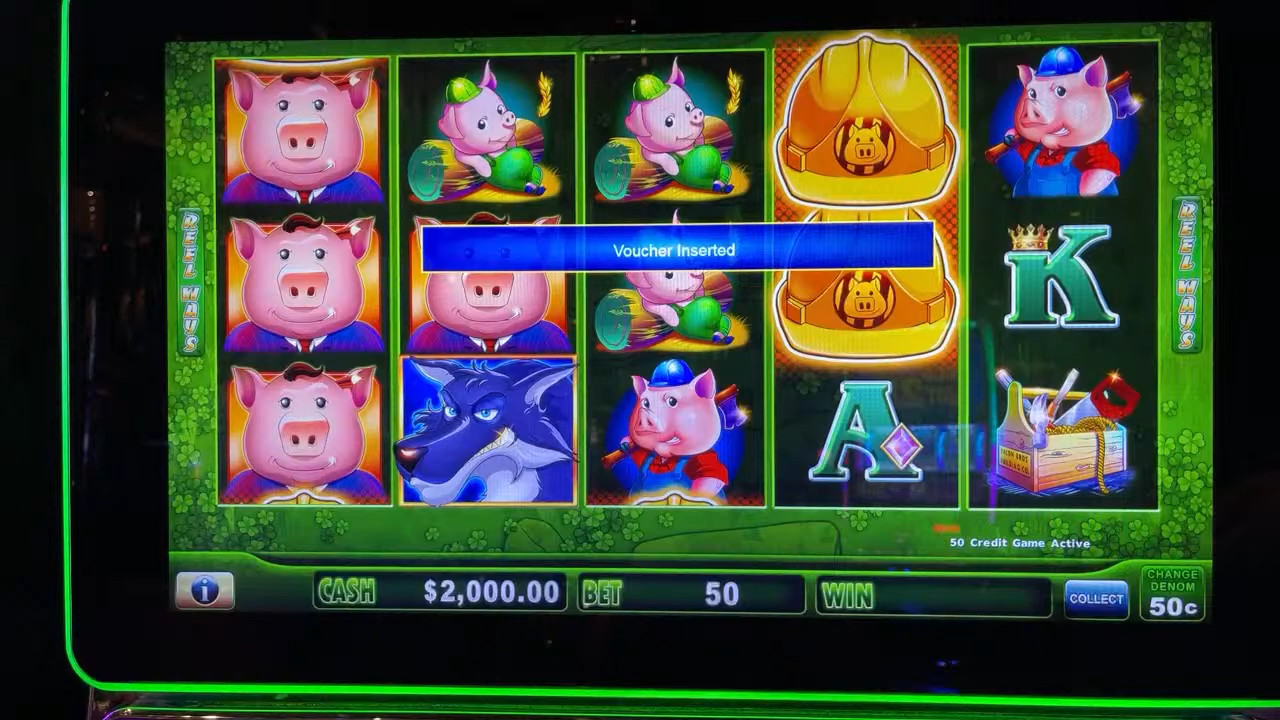 REEL WAYS
Voucher Inserted
REEL WAYS
K
A
50 Credit Game Active
CASH $2,000.00 BET 50 WIN
COLLECT
CHANGE
DENOM
50¢